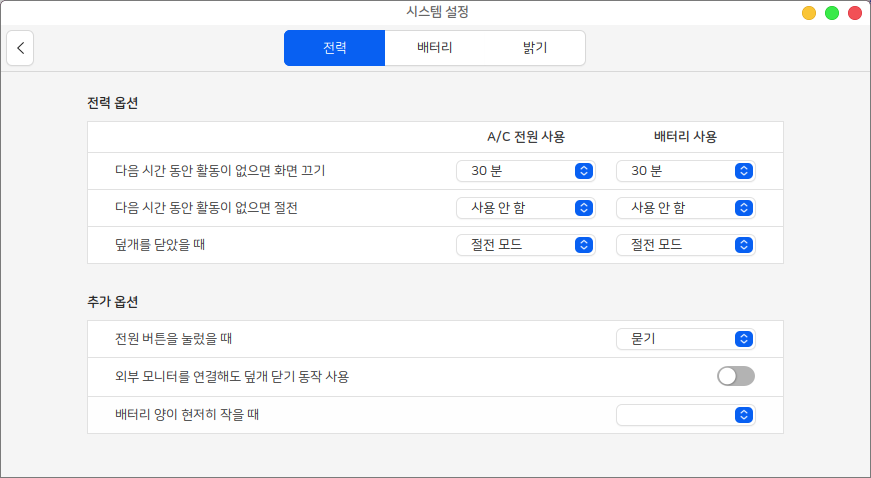 시스템 설정
전력 배터리 밝기
전력 옵션
A/C 전원 사용 배터리 사용
다음 시간 동안 활동이 없으면 화면 끄기 30 분 30 분
다음 시간 동안 활동이 없으면 절전 사용 안 함 사용 안 함
덮개를 닫았을 때 절전 모드 절전 모드
추가 옵션
전원 버튼을 눌렀을 때 묻기
외부 모니터를 연결해도 덮개 닫기 동작 사용
배터리 양이 현저히 작을 때